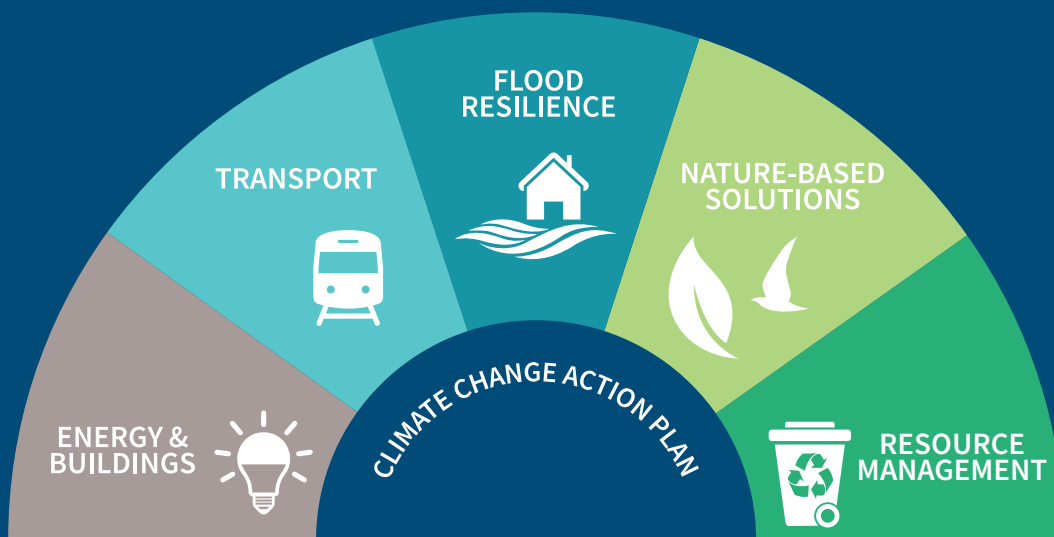 FLOOD
RESILIENCE
TRANSPORT
NATURE-BASED
SOLUTIONS
ENERGY &
BUILDINGS
CLIMATE CHANGE ACTION PLAN
RESOURCE
MANAGEMENT